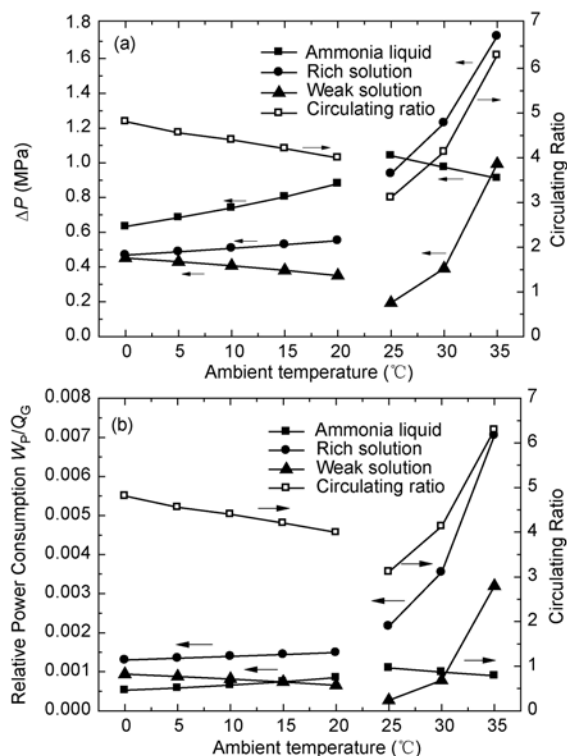 (a)
Ammonia liquid
Rich solution
Weak solution
Circulating ratio
1.8
1.6
1.4
1.2
1.0
0.8
0.6
0.4
0.2
0.0
ΔP (MPa)
7
6
5
4
3
2
1
0
Circulating Ratio
0 5 10 15 20 25 30 35
Ambient temperature (℃)
(b)
Ammonia liquid
Rich solution
Weak solution
Circulating ratio
0.008
0.007
0.006
0.005
0.004
0.003
0.002
0.001
0.000
Relative Power Consumption W_P/Q_G
7
6
5
4
3
2
1
0
Circulating Ratio
0 5 10 15 20 25 30 35
Ambient temperature (℃)